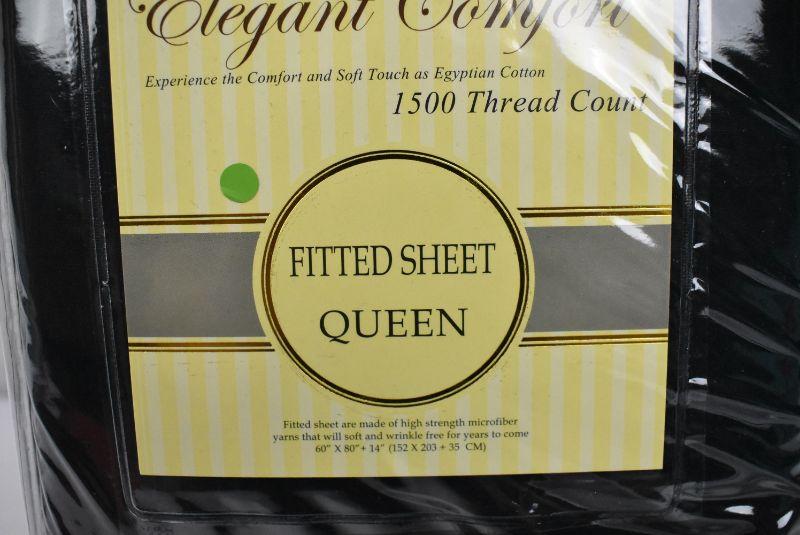 Elegant Comfort
Experience the Comfort and Soft Touch as Egyptian Cotton
1500 Thread Count
FITTED SHEET
QUEEN
Fitted sheet are made of high strength microfiber
yarns that will soft and wrinkle free for years to come
60" X 80"+ 14" (152 X 203 + 35 CM)